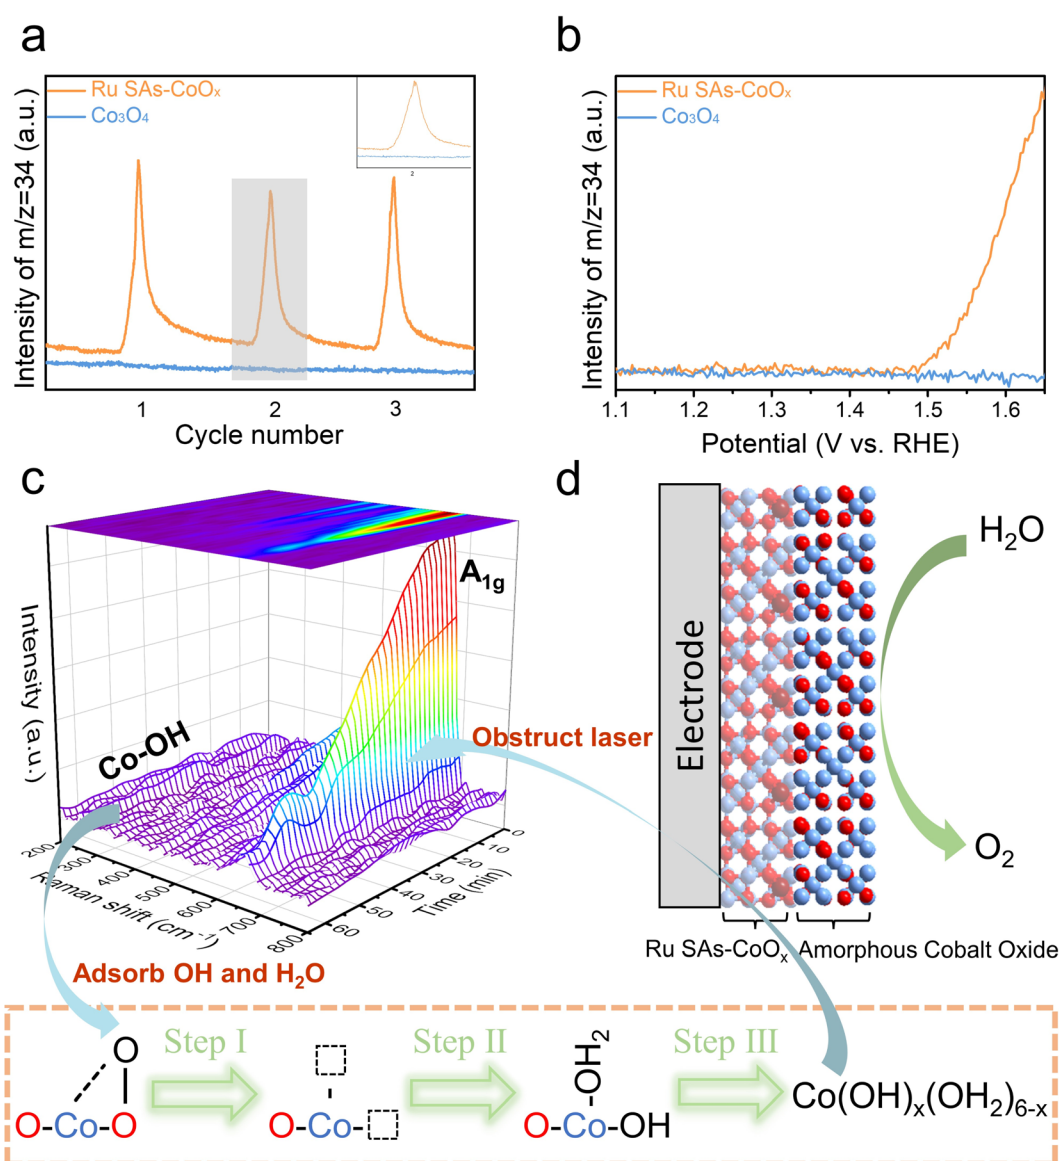 a
Ru SAs-CoOₓ
Co₃O₄
Intensity of m/z=34 (a.u.)
2
1 2 3
Cycle number
b
Ru SAs-CoOₓ
Co₃O₄
Intensity of m/z=34 (a.u.)
1.1 1.2 1.3 1.4 1.5 1.6
Potential (V vs. RHE)
c
A₁g
Intensity (a.u.)
Co-OH
Obstruct laser
200 300 400 500 600 700 800
Raman shift (cm⁻¹)
0 10 20 30 40 50 60
Time (min)
Adsorb OH and H₂O
d
Electrode
H₂O
O₂
Ru SAs-CoOₓ
Amorphous Cobalt Oxide
Step I
Step II
Step III
O
O-Co-O
O-Co-
OH₂
O-Co-OH
Co(OH)ₓ(OH₂)₆₋ₓ